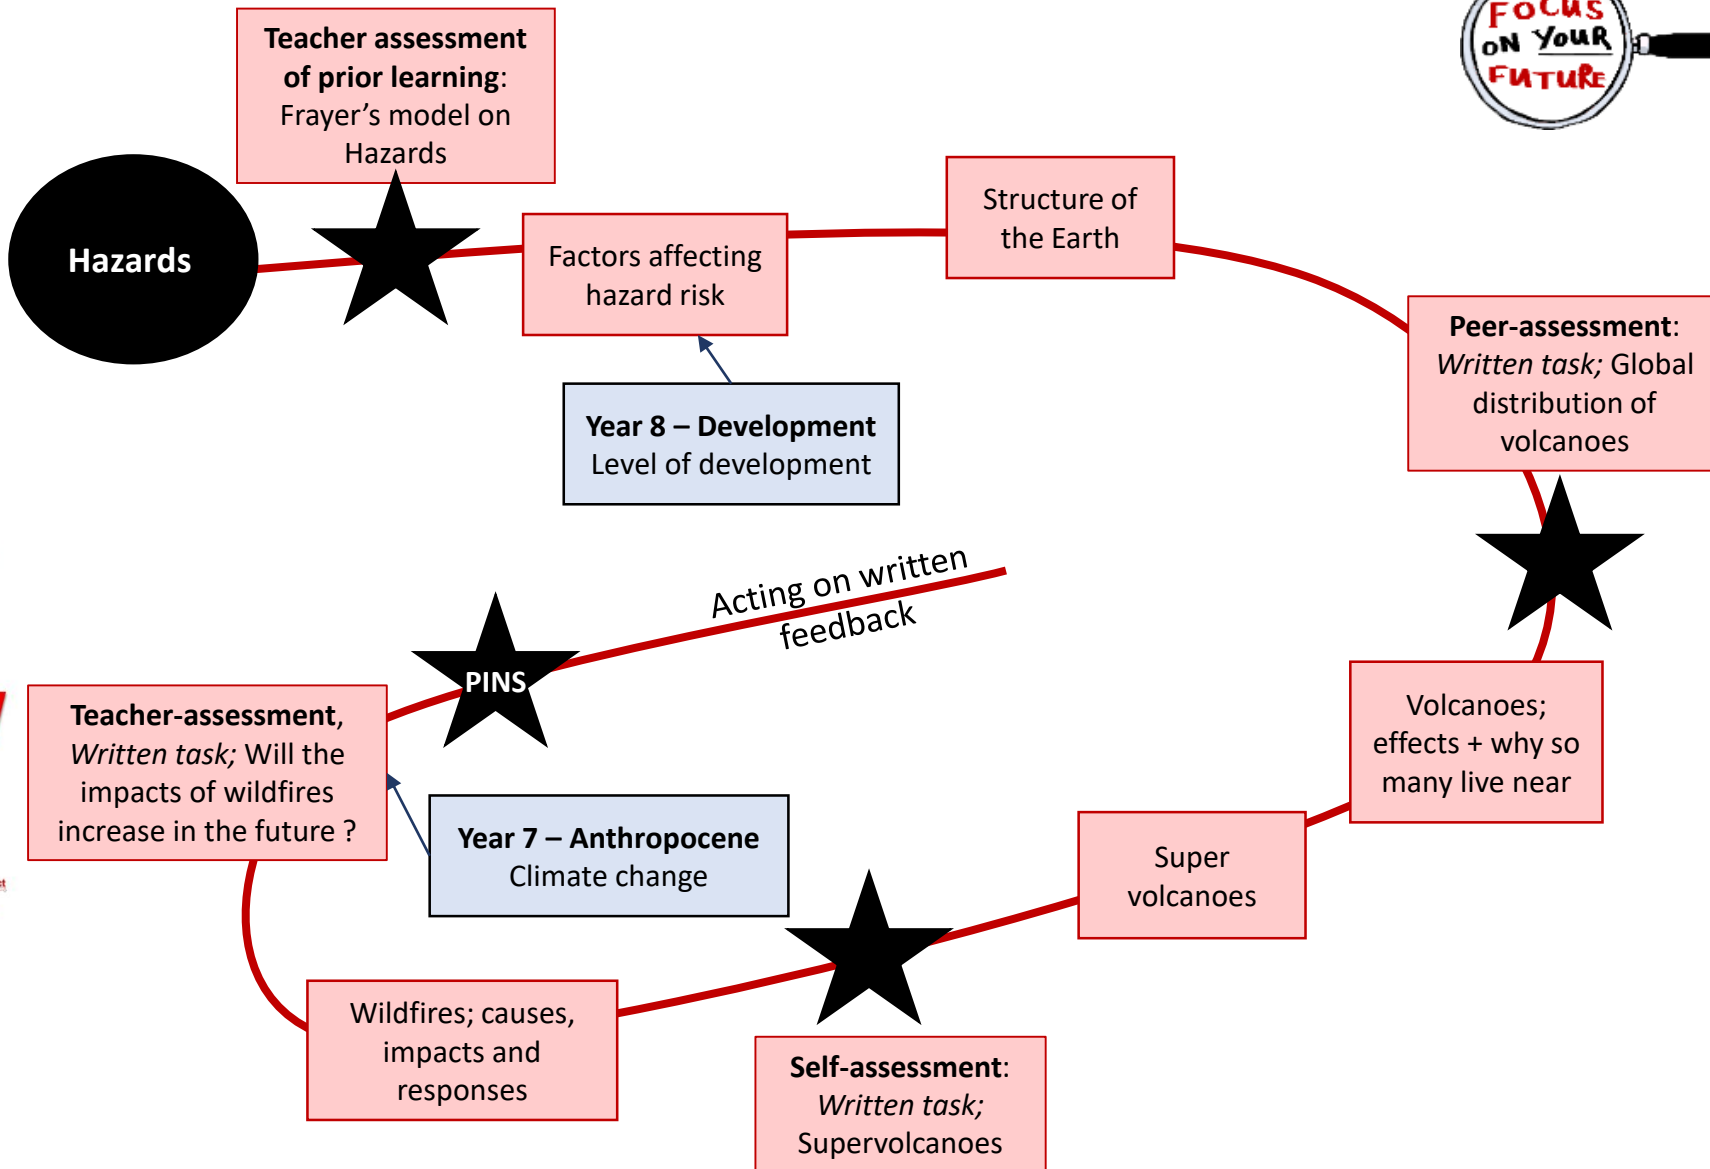 FOCUS
ON YOUR
FUTURE
Teacher assessment
of prior learning:
Frayer's model on
Hazards
Hazards
Factors affecting
hazard risk
Structure of
the Earth
Peer-assessment:
Written task; Global
distribution of
volcanoes
Year 8 – Development
Level of development
Acting on written
feedback
PINS
Teacher-assessment,
Written task; Will the
impacts of wildfires
increase in the future ?
Year 7 – Anthropocene
Climate change
Volcanoes;
effects + why so
many live near
Super
volcanoes
Wildfires; causes,
impacts and
responses
Self-assessment:
Written task;
Supervolcanoes